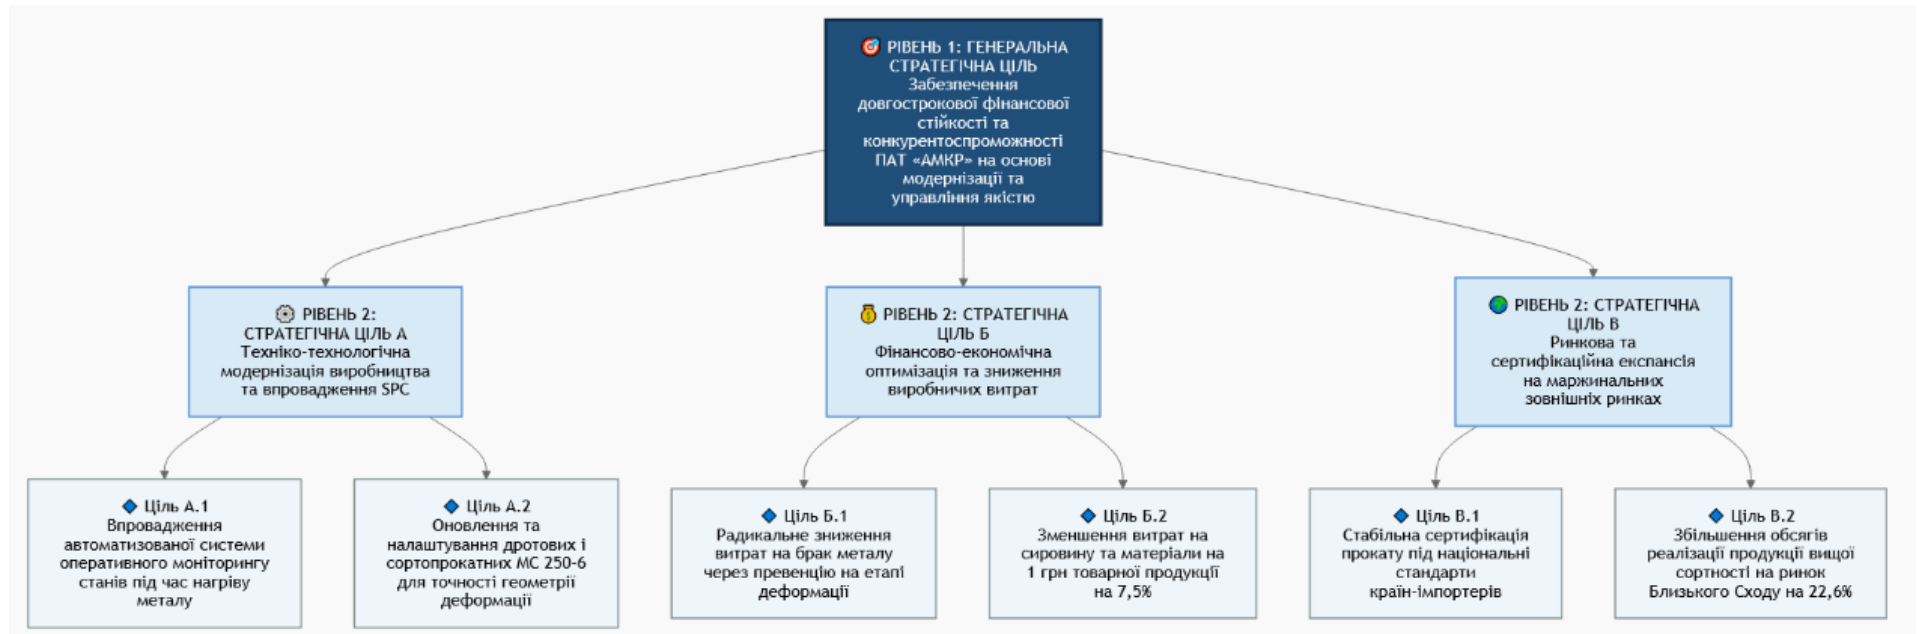 🎯 РІВЕНЬ 1: ГЕНЕРАЛЬНА
СТРАТЕГІЧНА ЦІЛЬ
Забезпечення
довгострокової фінансової
стійкості та
конкурентоспроможності
ПАТ «АМКР» на основі
модернізації та
управління якістю
⚙️ РІВЕНЬ 2:
СТРАТЕГІЧНА ЦІЛЬ А
Техніко-технологічна
модернізація виробництва
та впровадження SPC
💰 РІВЕНЬ 2: СТРАТЕГІЧНА
ЦІЛЬ Б
Фінансово-економічна
оптимізація та зниження
виробничих витрат
🌍 РІВЕНЬ 2: СТРАТЕГІЧНА
ЦІЛЬ В
Ринкова та
сертифікаційна експансія
на маржинальних
зовнішніх ринках
🔷 Ціль А.1
Впровадження
автоматизованої системи
оперативного моніторингу
станів під час нагріву
металу
🔷 Ціль А.2
Оновлення та
налаштування дротових і
сортопрокатних МС 250-6
для точності геометрії
деформації
🔷 Ціль Б.1
Радикальне зниження
витрат на брак металу
через превенцію на етапі
деформації
🔷 Ціль Б.2
Зменшення витрат на
сировину та матеріали на
1 грн товарної продукції
на 7,5%
🔷 Ціль В.1
Стабільна сертифікація
прокату під національні
стандарти
країн-імпортерів
🔷 Ціль В.2
Збільшення обсягів
реалізації продукції вищої
сортності на ринок
Близького Сходу на 22,6%